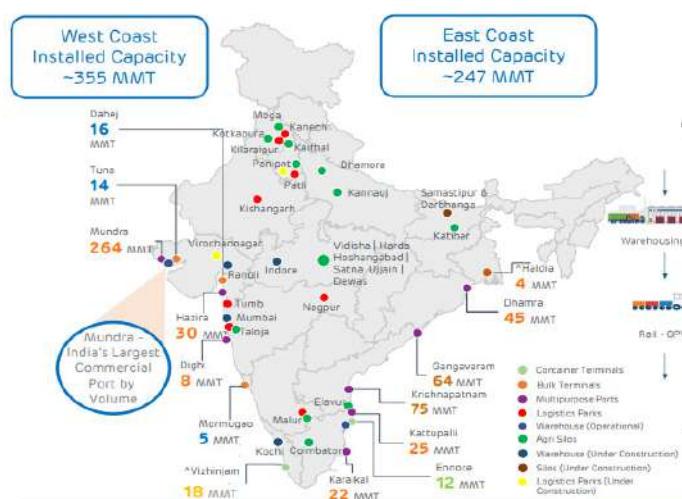 West Coast
Installed Capacity
~355 MMT
East Coast
Installed Capacity
~247 MMT
Dahej
16
MMT
Tuna
14
MMT
Mundra
264 MMT
Mundra -
India's Largest
Commercial
Port by
Volume
Moga
Kanech
Kotkapura
Kaithal
Kilaraipur
Panipat
Patli
Dhamora
Kannauj
Kishangarh
Samastipur &
Darbhanga
Katihar
Virochannagar
Ranoli
Indore
Vidisha | Harda
Hoshangabad |
Satna|Ujjain |
Dewas
^Haldia
4 MMT
Dhamra
45 MMT
Tumb
Mumbai
Taloja
Nagpur
Hazira
30 MMT
Dighi
8 MMT
Mormugao
5 MMT
Gangavaram
64 MMT
Krishnapatnam
75 MMT
Elavur
Malur
Kattupalli
25 MMT
Kochi
Coimbator
Ennore
12 MMT
^Vizhinjam
18 MMT
Karaikal
22 MMT
Container Terminals
Bulk Terminals
Multipurpose Ports
Logistics Parks
Warehouse (Operational)
Agri Silos
Warehouse (Under Construction)
Silos (Under Construction)
Logistics Parks (Under
Construction)
Warehousing
Rail - GP